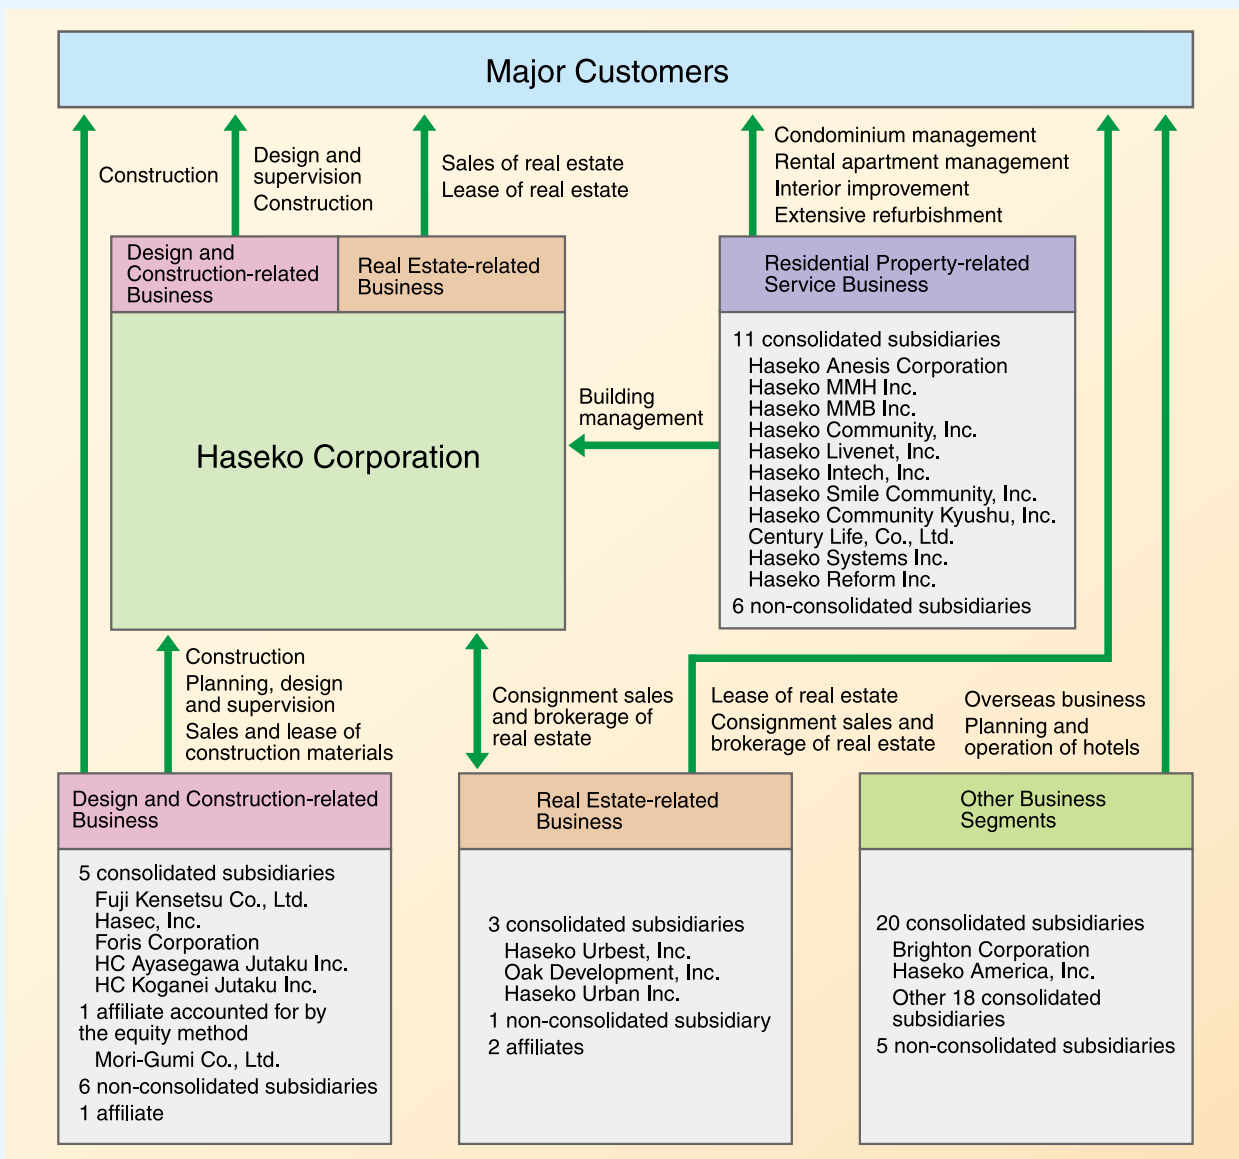 Major Customers
Construction
Design and
supervision
Construction
Sales of real estate
Lease of real estate
Condominium management
Rental apartment management
Interior improvement
Extensive refurbishment
Design and
Construction-related
Business
Real Estate-related
Business
Haseko Corporation
Residential Property-related
Service Business
11 consolidated subsidiaries
Haseko Anesis Corporation
Haseko MMH Inc.
Haseko MMB Inc.
Haseko Community, Inc.
Haseko Livenet, Inc.
Haseko Intech, Inc.
Haseko Smile Community, Inc.
Haseko Community Kyushu, Inc.
Century Life, Co., Ltd.
Haseko Systems Inc.
Haseko Reform Inc.
6 non-consolidated subsidiaries
Building
management
Construction
Planning, design
and supervision
Sales and lease of
construction materials
Consignment sales
and brokerage of
real estate
Lease of real estate
Consignment sales and
brokerage of real estate
Overseas business
Planning and
operation of hotels
Design and Construction-related
Business
5 consolidated subsidiaries
Fuji Kensetsu Co., Ltd.
Hasec, Inc.
Foris Corporation
HC Ayasegawa Jutaku Inc.
HC Koganei Jutaku Inc.
1 affiliate accounted for by
the equity method
Mori-Gumi Co., Ltd.
6 non-consolidated subsidiaries
1 affiliate
Real Estate-related
Business
3 consolidated subsidiaries
Haseko Urbest, Inc.
Oak Development, Inc.
Haseko Urban Inc.
1 non-consolidated subsidiary
2 affiliates
Other Business
Segments
20 consolidated subsidiaries
Brighton Corporation
Haseko America, Inc.
Other 18 consolidated
subsidiaries
5 non-consolidated subsidiaries